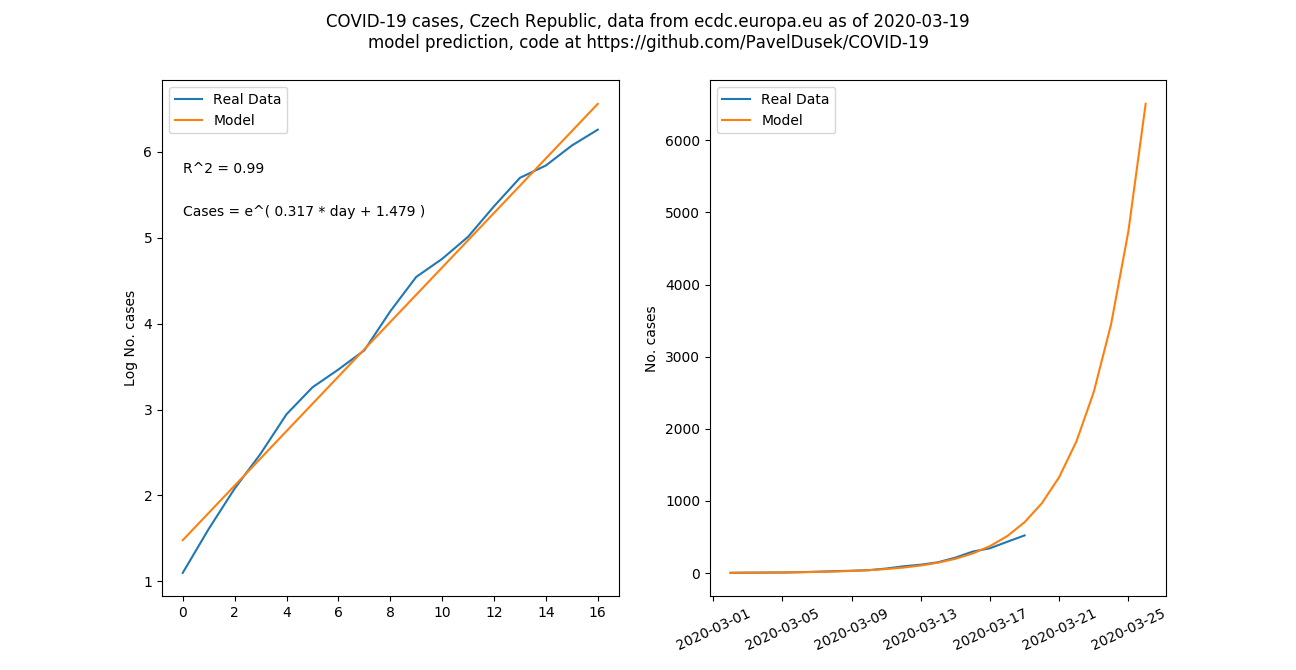 COVID-19 cases, Czech Republic, data from ecdc.europa.eu as of 2020-03-19
model prediction, code at https://github.com/PavelDusek/COVID-19
Real Data
Model
R^2 = 0.99
Cases = e^( 0.317 * day + 1.479 )
Log No. cases
6
5
4
3
2
1
0 2 4 6 8 10 12 14 16
Real Data
Model
No. cases
6000
5000
4000
3000
2000
1000
0
2020-03-01 2020-03-05 2020-03-09 2020-03-13 2020-03-17 2020-03-21 2020-03-25